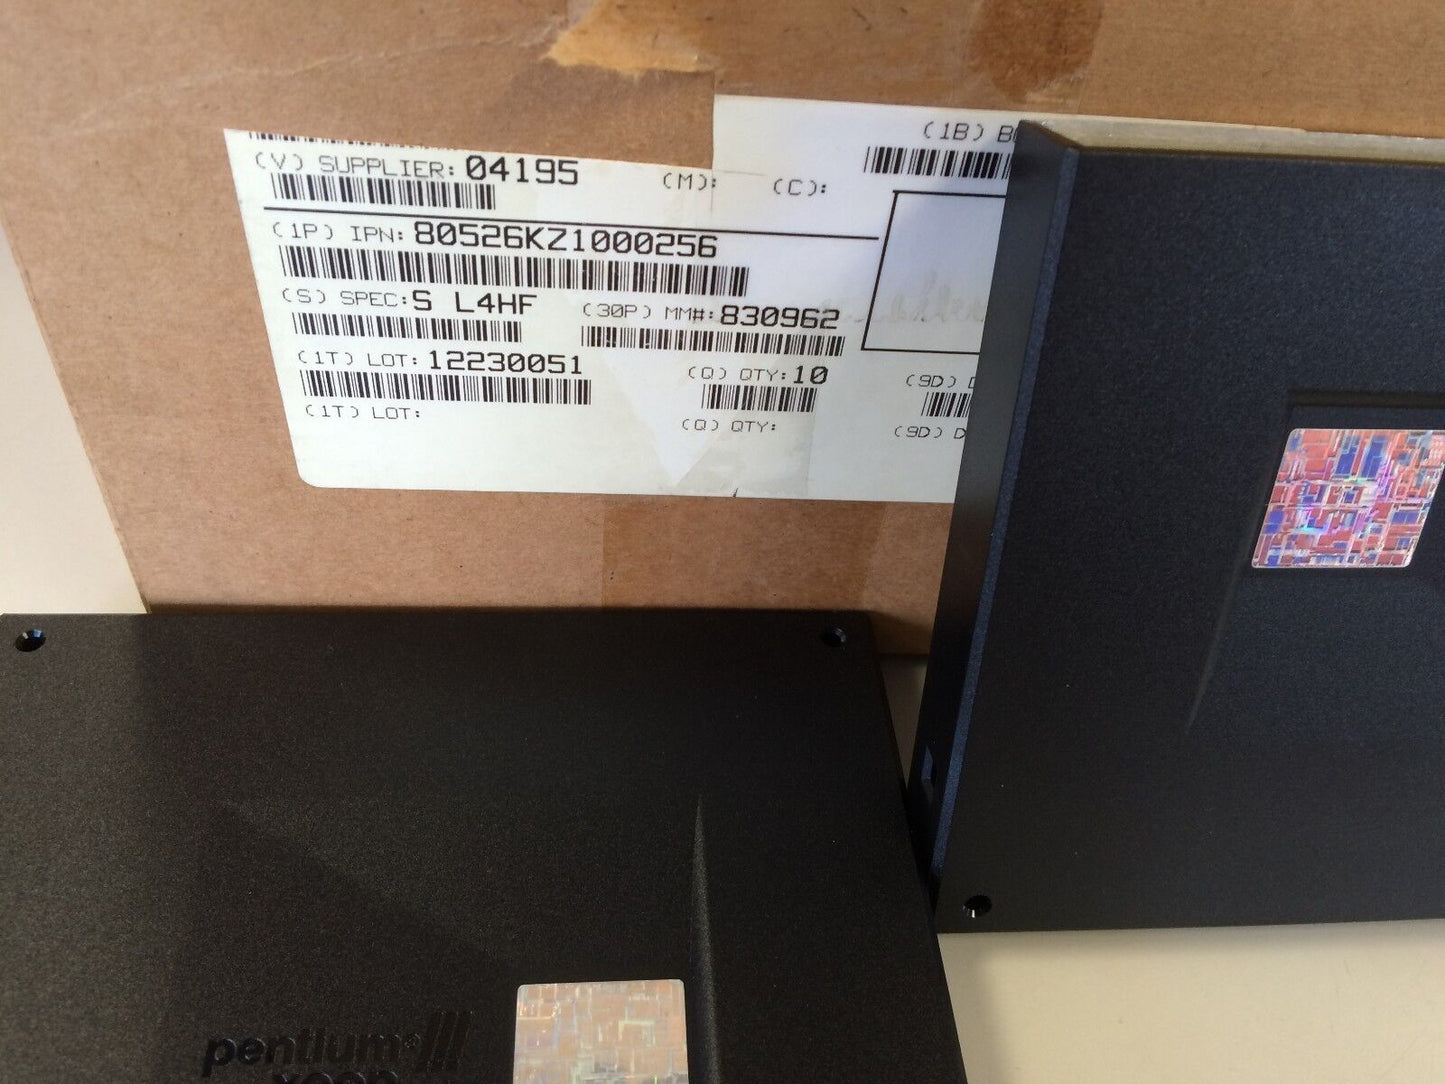 (1B)
(V) SUPPLIER: 04195 (M): (C):
(1P) IPN: 80526KZ1000256
(S) SPEC: S L4HF (30P) MM#: 830962
(1T) LOT: 12230051 (Q) QTY: 10 (9D)
(1T) LOT: (Q) QTY: (9D)
pentium® III
xeon